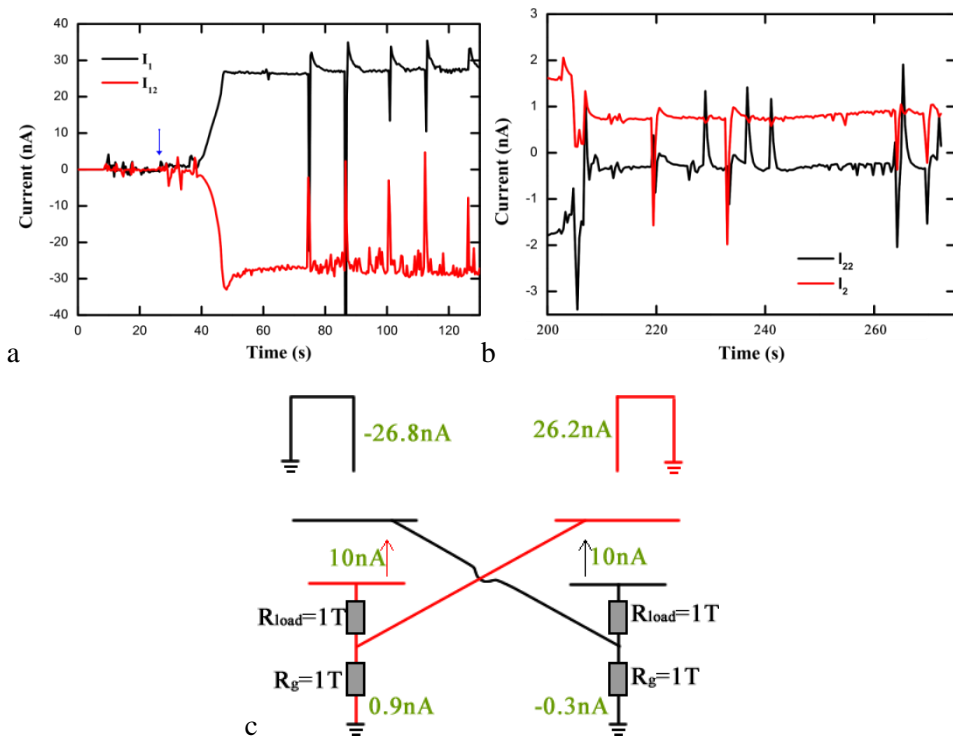 40
30
20
10
0
-10
-20
-30
-40
Current (nA)
I1
I12
0 20 40 60 80 100 120
Time (s)
a
3
2
1
0
-1
-2
-3
Current (nA)
I22
I2
200 220 240 260
Time (s)
b
-26.8nA
26.2nA
10nA
10nA
Rload=1T
Rload=1T
Rg=1T
Rg=1T
0.9nA
-0.3nA
c